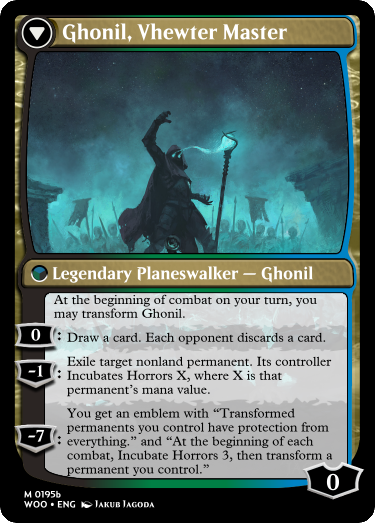 Ghonil, Vhewter Master
Legendary Planeswalker — Ghonil
At the beginning of combat on your turn, you
may transform Ghonil.
0: Draw a card. Each opponent discards a card.
Exile target nonland permanent. Its controller
-1: Incubates Horrors X, where X is that
permanent's mana value.
You get an emblem with “Transformed
permanents you control have protection from
-7: everything.” and “At the beginning of each
combat, Incubate Horrors 3, then transform a
permanent you control.”
0
M 0195b
WOO • ENG Jakub Jagoda